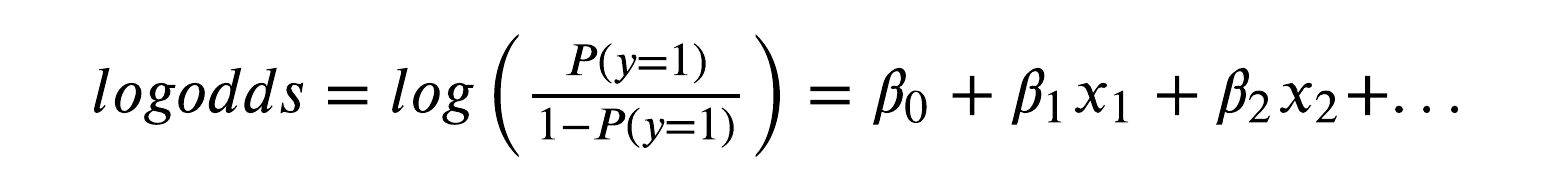 logodds = log ( P(y=1) / 1−P(y=1) ) = β₀ + β₁x₁ + β₂x₂+...